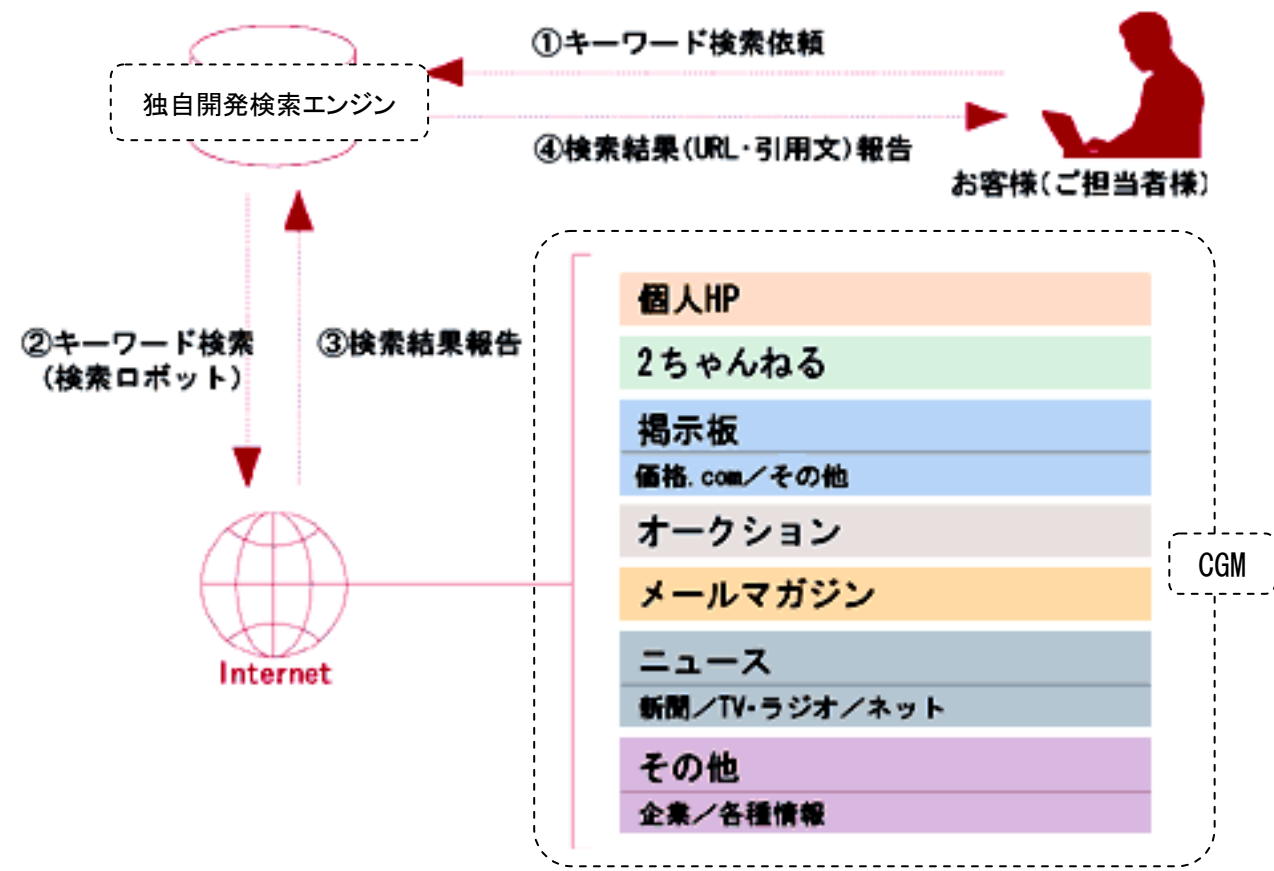 ①キーワード検索依頼
独自開発検索エンジン
④検索結果(URL・引用文)報告
お客様(ご担当者様)
②キーワード検索
(検索ロボット)
③検索結果報告
Internet
個人HP
2ちゃんねる
掲示板
価格.com/その他
オークション
メールマガジン
ニュース
新聞/TV・ラジオ/ネット
その他
企業/各種情報
CGM